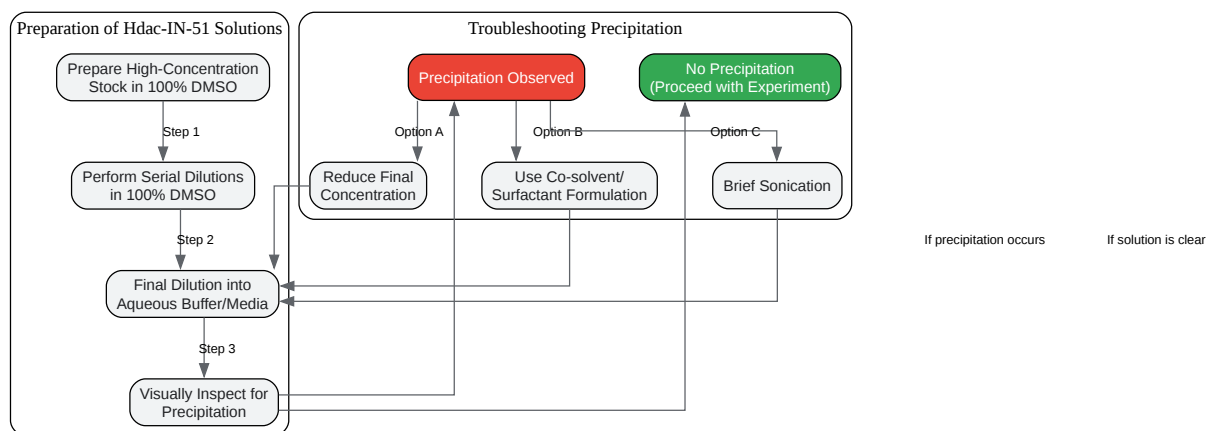 Preparation of Hdac-IN-51 Solutions
Prepare High-Concentration
Stock in 100% DMSO
Step 1
Perform Serial Dilutions
in 100% DMSO
Step 2
Final Dilution into
Aqueous Buffer/Media
Step 3
Visually Inspect for
Precipitation
Troubleshooting Precipitation
Precipitation Observed
No Precipitation
(Proceed with Experiment)
Option A
Option B
Option C
Reduce Final
Concentration
Use Co-solvent/
Surfactant Formulation
Brief Sonication
If precipitation occurs
If solution is clear